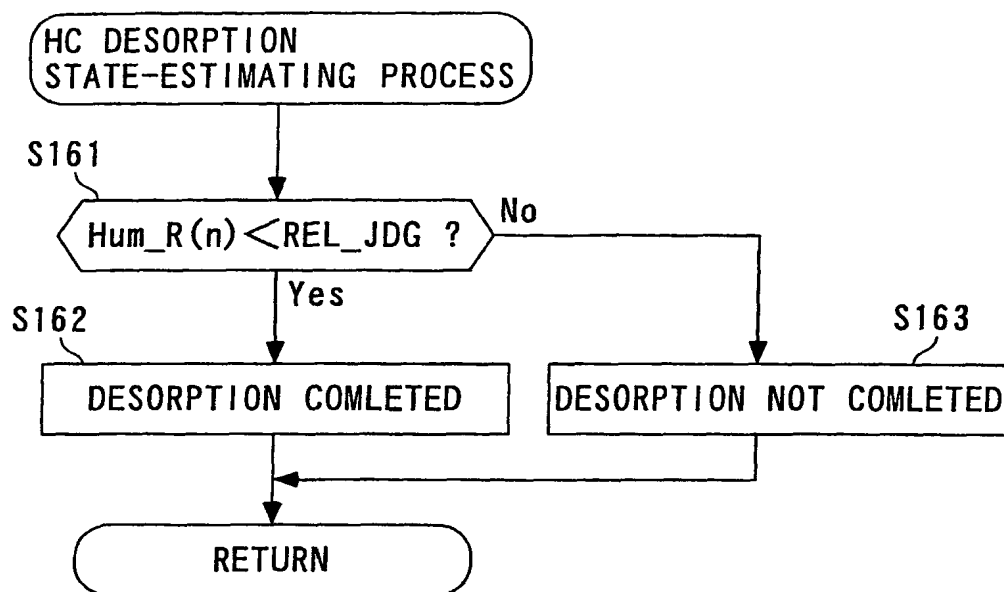 HC DESORPTION
STATE-ESTIMATING PROCESS
S161
Hum_R(n)<REL_JDG ?
No
Yes
S162
S163
DESORPTION COMLETED
DESORPTION NOT COMLETED
RETURN